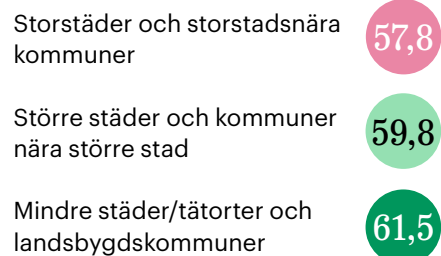 Storstäder och storstadsnära
kommuner
57,8
Större städer och kommuner
nära större stad
59,8
Mindre städer/tätorter och
landsbygdskommuner
61,5